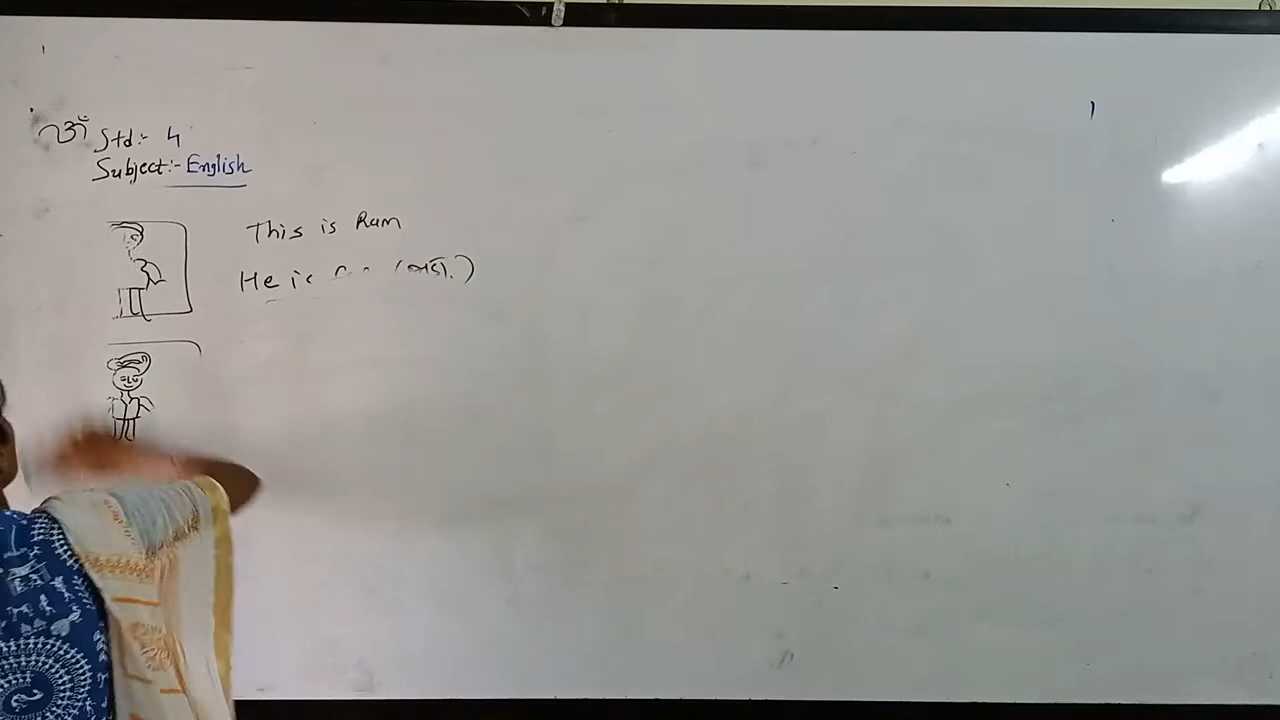 ૐ Std:- 4
Subject:- English
This is Ram
He is